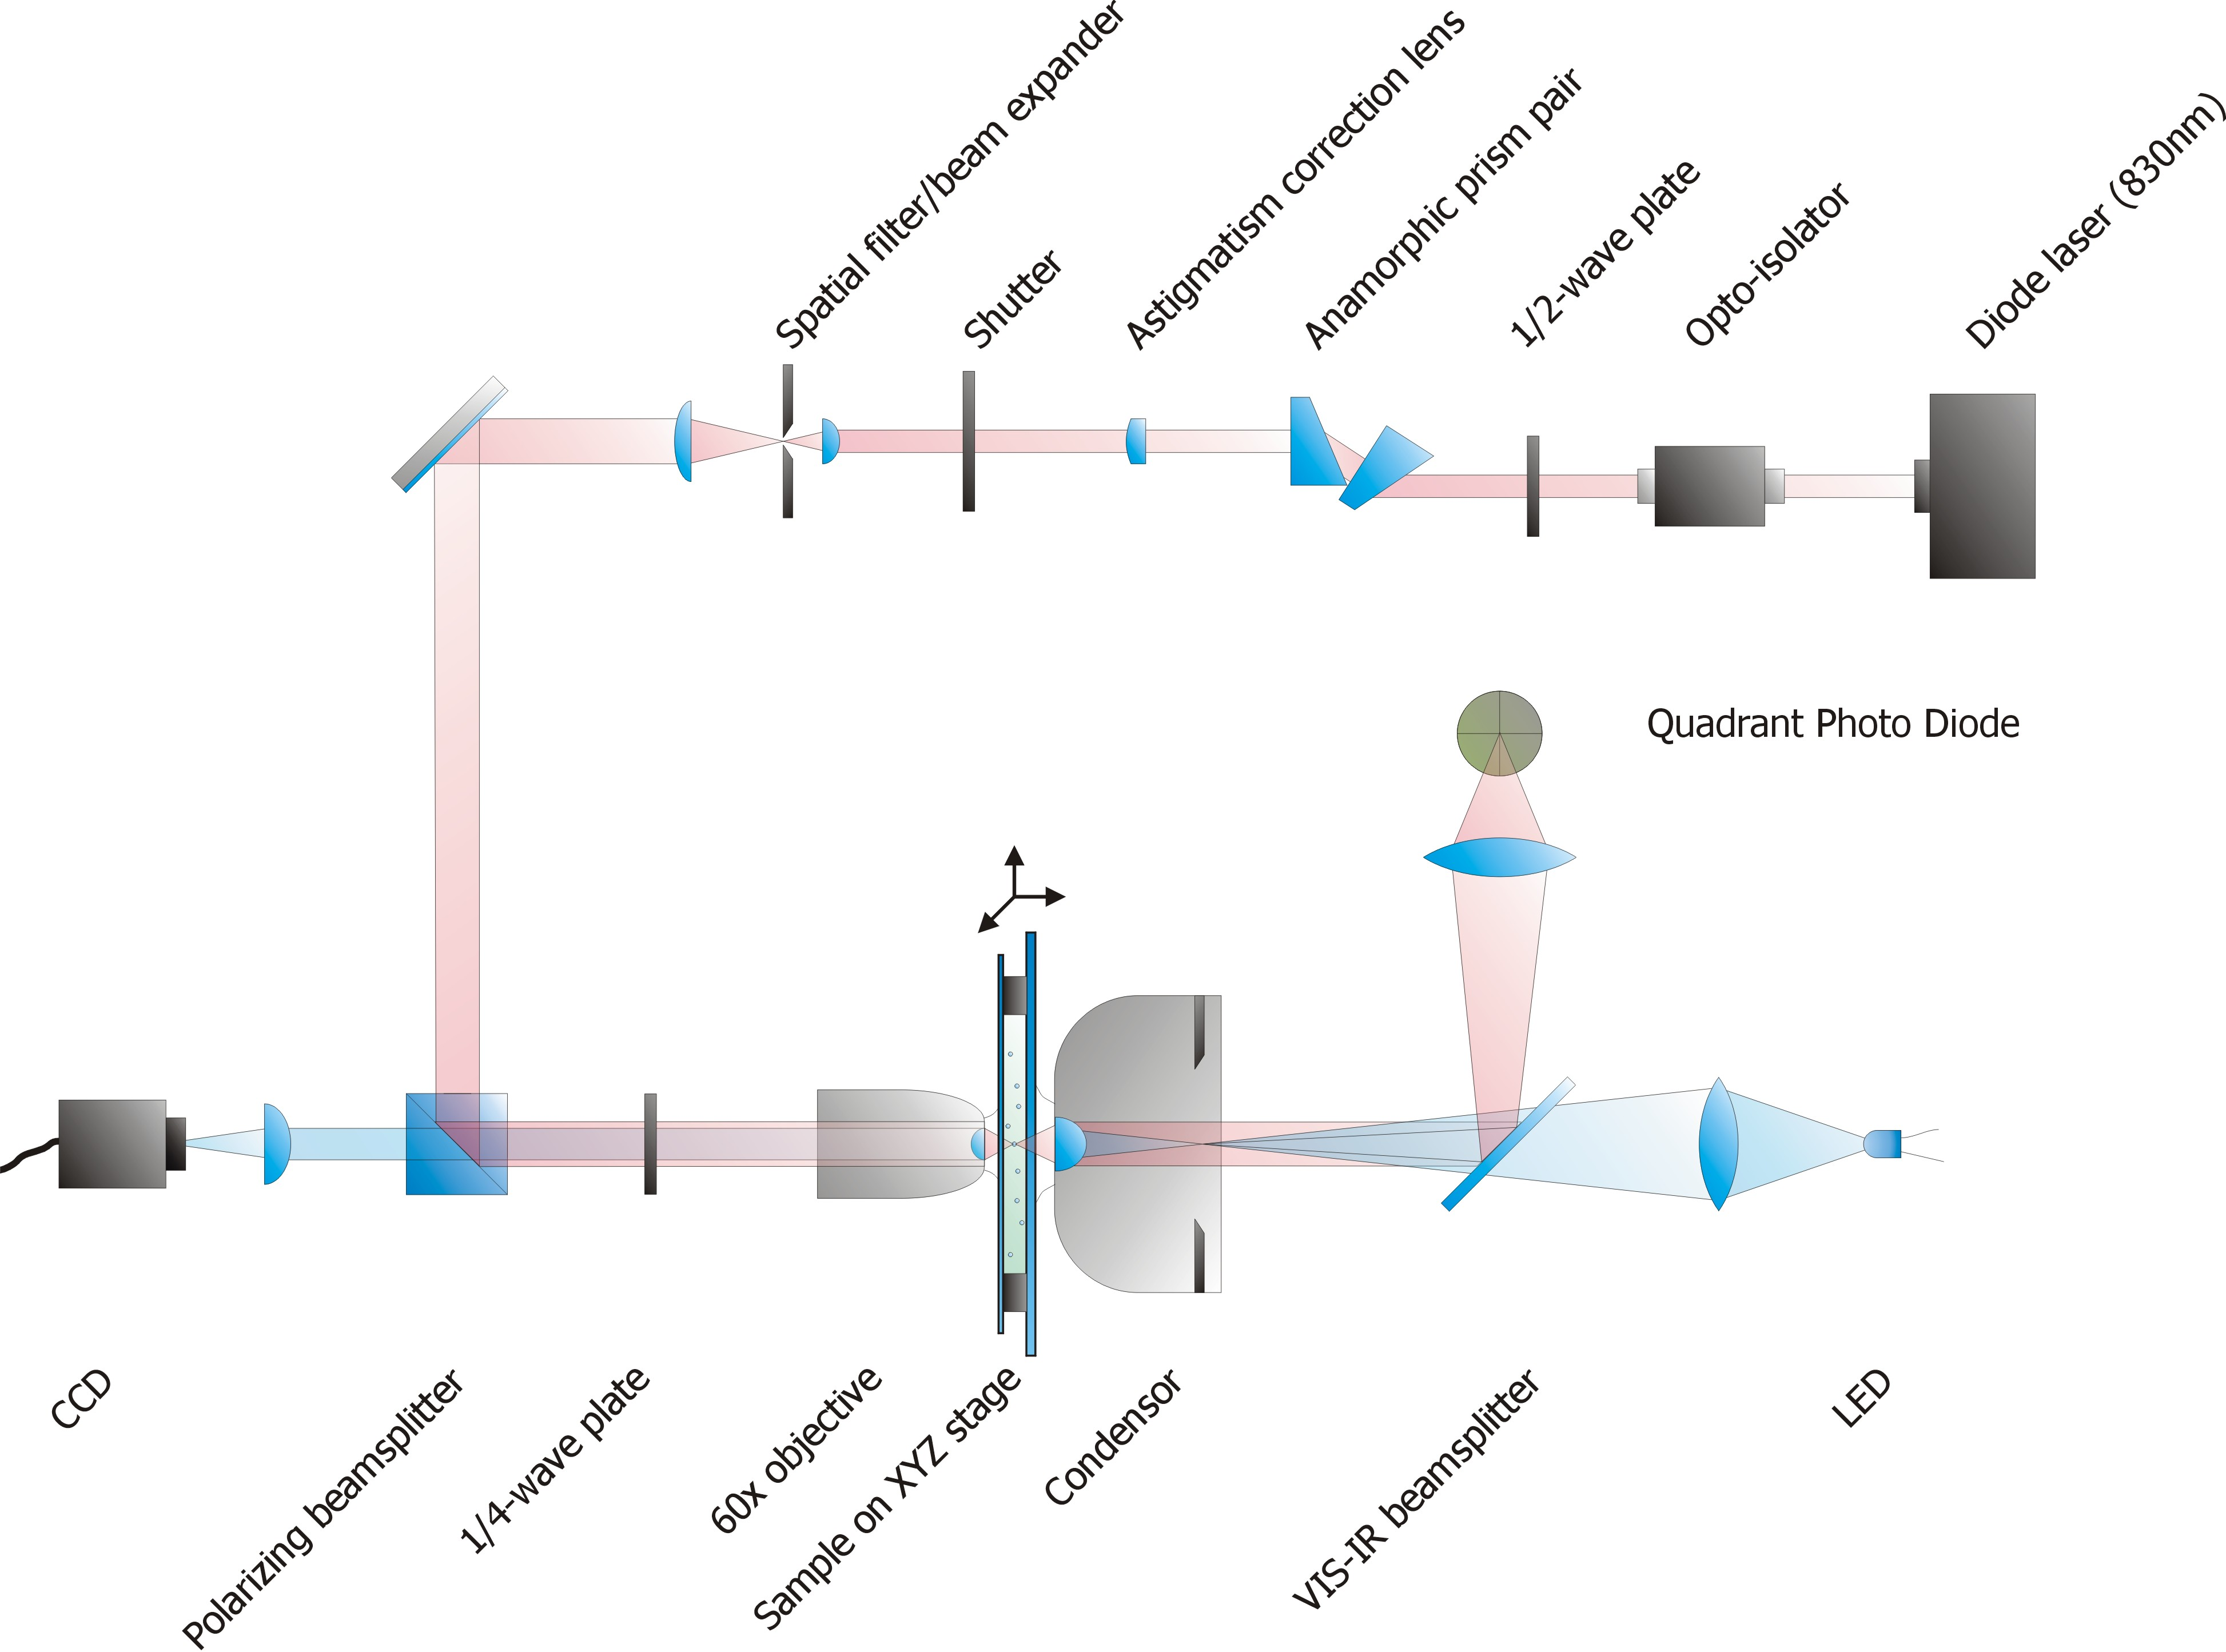 Spatial filter/beam expander
Shutter
Astigmatism correction lens
Anamorphic prism pair
1/2-wave plate
Opto-isolator
Diode laser (830nm)
Quadrant Photo Diode
CCD
Polarizing beamsplitter
1/4-wave plate
60x objective
Sample on XYZ stage
Condensor
VIS-IR beamsplitter
LED